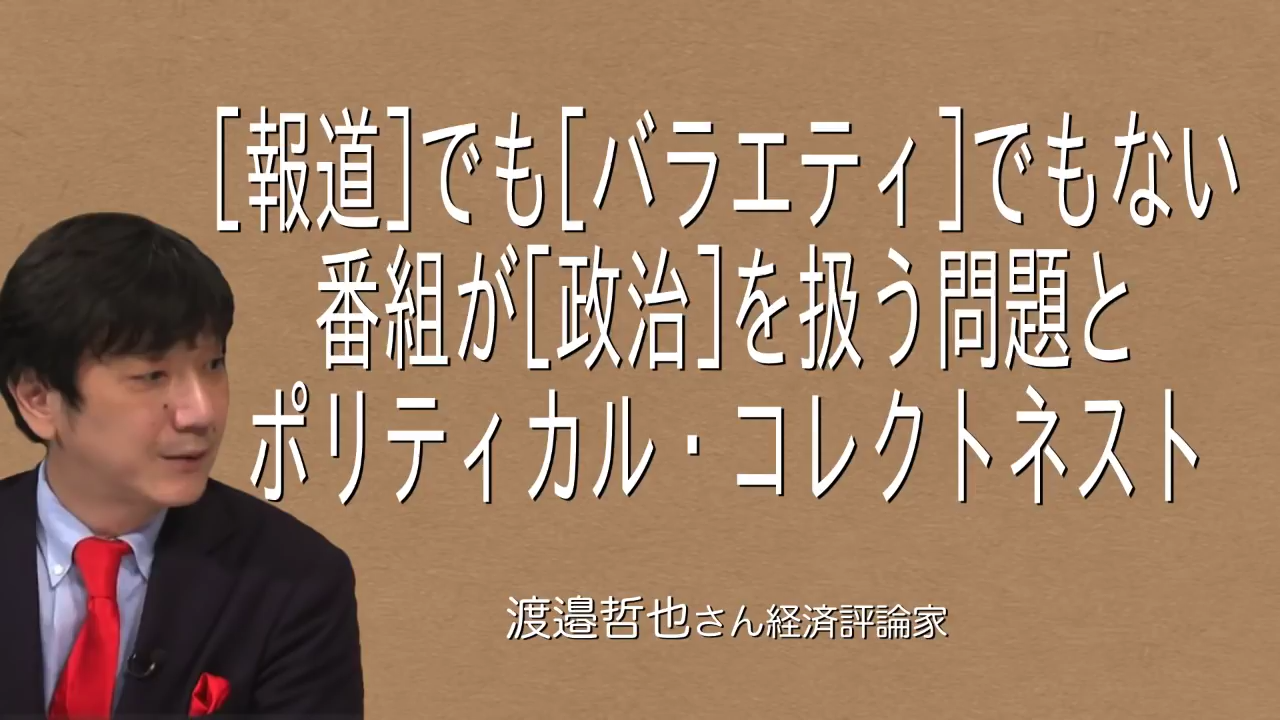 [報道]でも[バラエティ]でもない
番組が[政治]を扱う問題と
ポリティカル・コレクトネスト
渡邉哲也さん経済評論家